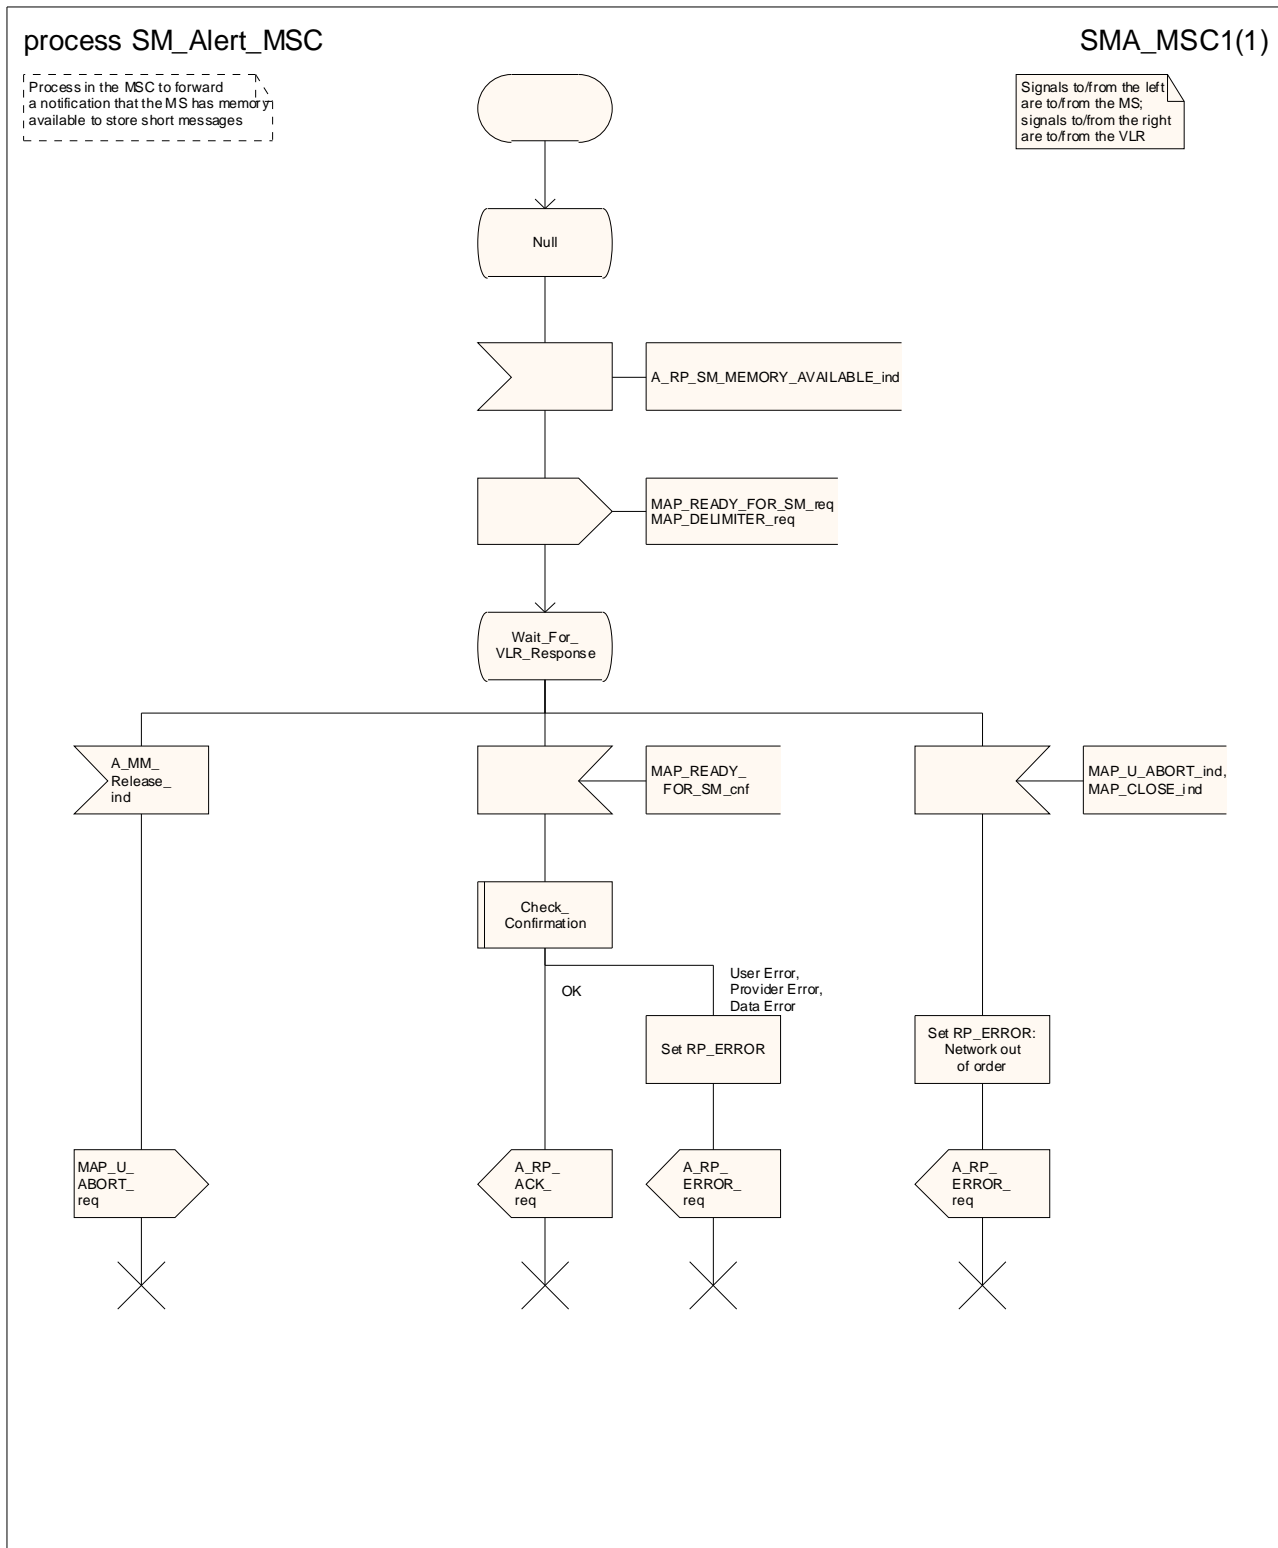 process SM_Alert_MSC
SMA_MSC1(1)
Process in the MSC to forward
a notification that the MS has memory
available to store short messages
Signals to/from the left
are to/from the MS;
signals to/from the right
are to/from the VLR
Null
A_RP_SM_MEMORY_AVAILABLE_ind
MAP_READY_FOR_SM_req
MAP_DELIMITER_req
Wait_For_
VLR_Response
A_MM_
Release_
ind
MAP_READY_
FOR_SM_cnf
MAP_U_ABORT_ind,
MAP_CLOSE_ind
Check_
Confirmation
OK
User Error,
Provider Error,
Data Error
Set RP_ERROR
Set RP_ERROR:
Network out
of order
MAP_U_
ABORT_
req
A_RP_
ACK_
req
A_RP_
ERROR_
req
A_RP_
ERROR_
req